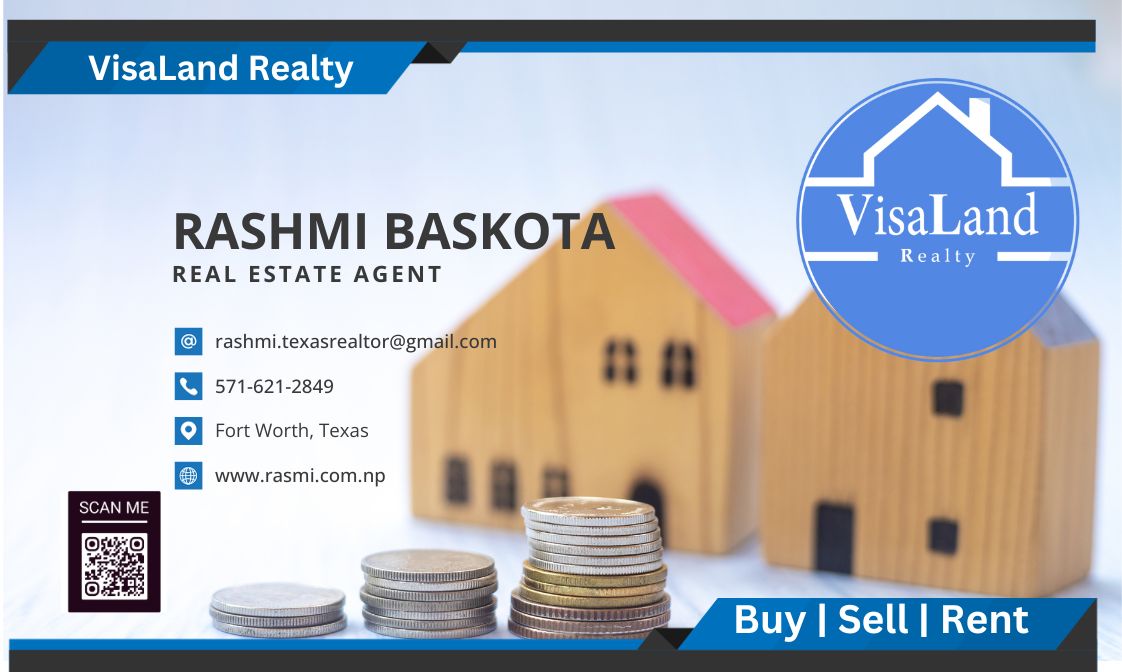 VisaLand Realty
VisaLand
Realty
RASHMI BASKOTA
REAL ESTATE AGENT
rashmi.texasrealtor@gmail.com
571-621-2849
Fort Worth, Texas
www.rasmi.com.np
SCAN ME
Buy | Sell | Rent